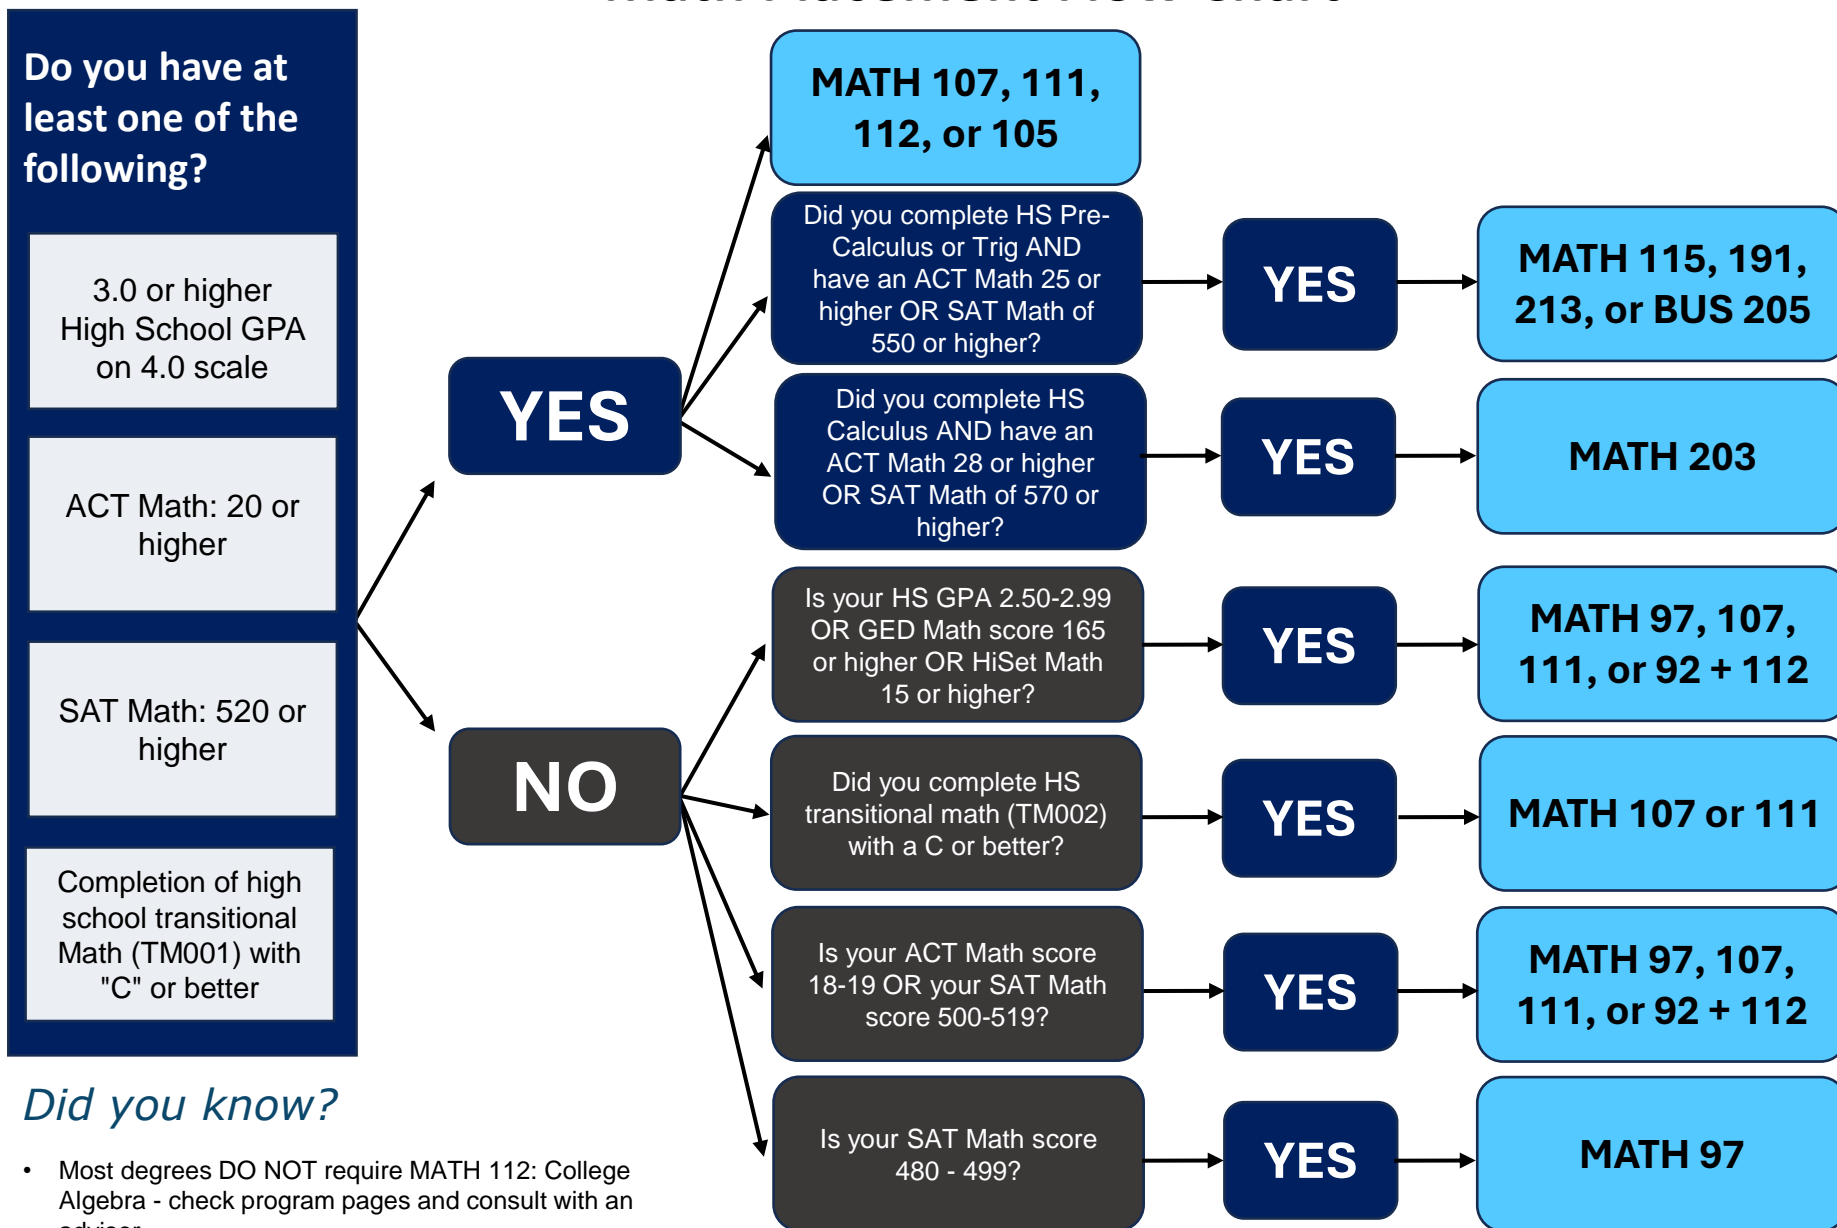 Math Placement Flow Chart
Do you have at
least one of the
following?
3.0 or higher
High School GPA
on 4.0 scale
ACT Math: 20 or
higher
SAT Math: 520 or
higher
Completion of high
school transitional
Math (TM001) with
"C" or better
YES
NO
MATH 107, 111,
112, or 105
Did you complete HS Pre-
Calculus or Trig AND
have an ACT Math 25 or
higher OR SAT Math of
550 or higher?
YES
MATH 115, 191,
213, or BUS 205
Did you complete HS
Calculus AND have an
ACT Math 28 or higher
OR SAT Math of 570 or
higher?
YES
MATH 203
Is your HS GPA 2.50-2.99
OR GED Math score 165
or higher OR HiSet Math
15 or higher?
YES
MATH 97, 107,
111, or 92 + 112
Did you complete HS
transitional math (TM002)
with a C or better?
YES
MATH 107 or 111
Is your ACT Math score
18-19 OR your SAT Math
score 500-519?
YES
MATH 97, 107,
111, or 92 + 112
Is your SAT Math score
480 - 499?
YES
MATH 97
Did you know?
• Most degrees DO NOT require MATH 112: College
Algebra - check program pages and consult with an
advisor